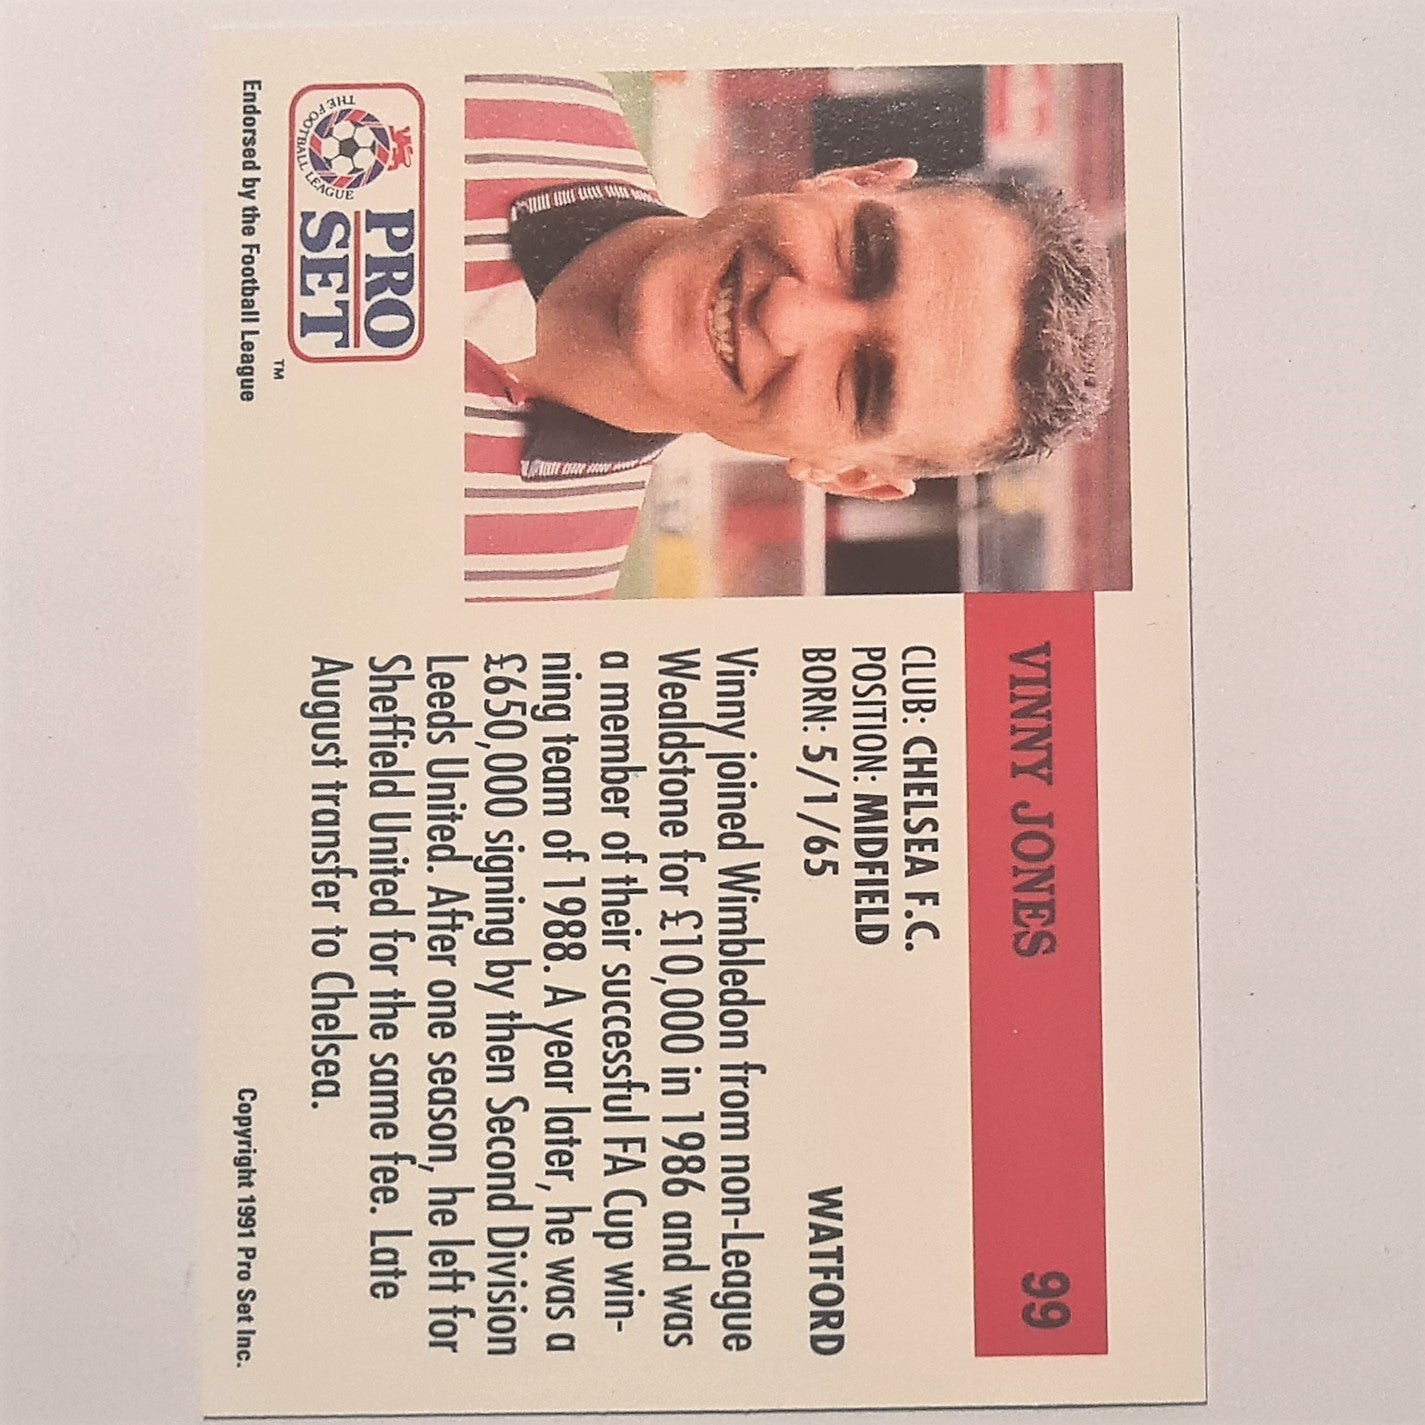 VINNY JONES 99
CLUB: CHELSEA F.C.
POSITION: MIDFIELD
BORN: 5/1/65 WATFORD
Vinny joined Wimbledon from non-League
Wealdstone for £10,000 in 1986 and was
a member of their successful FA Cup win-
ning team of 1988. A year later, he was a
£650,000 signing by then Second Division
Leeds United. After one season, he left for
Sheffield United for the same fee. Late
August transfer to Chelsea.
THE FOOTBALL LEAGUE
PRO
SET
TM
Endorsed by the Football League
Copyright 1991 Pro Set Inc.